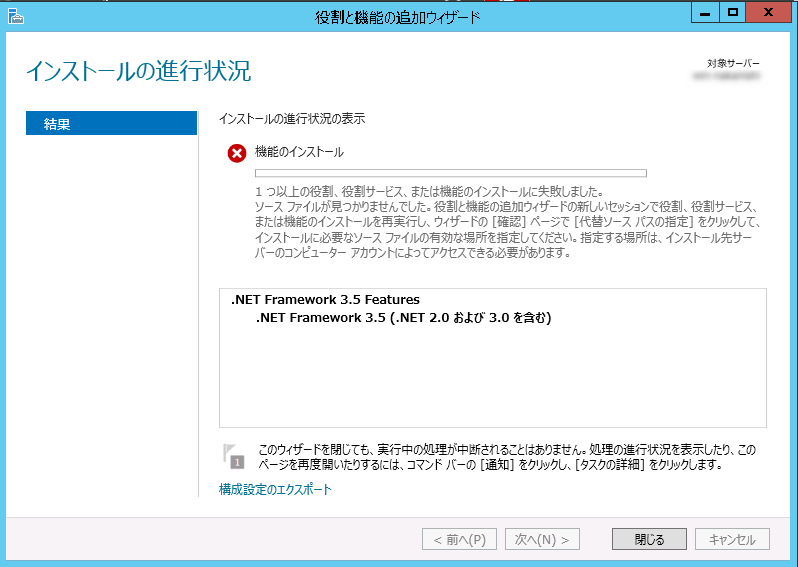 役割と機能の追加ウィザード
インストールの進行状況
対象サーバー
結果
インストールの進行状況の表示
機能のインストール
1 つ以上の役割、役割サービス、または機能のインストールに失敗しました。
ソース ファイルが見つかりませんでした。役割と機能の追加ウィザードの新しいセッションで役割、役割サービス、
または機能のインストールを再実行し、ウィザードの [確認] ページで [代替ソース パスの指定] をクリックして、
インストールに必要なソース ファイルの有効な場所を指定してください。指定する場所は、インストール先サー
バーのコンピューター アカウントによってアクセスできる必要があります。
.NET Framework 3.5 Features
.NET Framework 3.5 (.NET 2.0 および 3.0 を含む)
1
このウィザードを閉じても、実行中の処理が中断されることはありません。処理の進行状況を表示したり、この
ページを再度開いたりするには、コマンド バーの [通知] をクリックし、[タスクの詳細] をクリックします。
構成設定のエクスポート
< 前へ(P)
次へ(N) >
閉じる
キャンセル